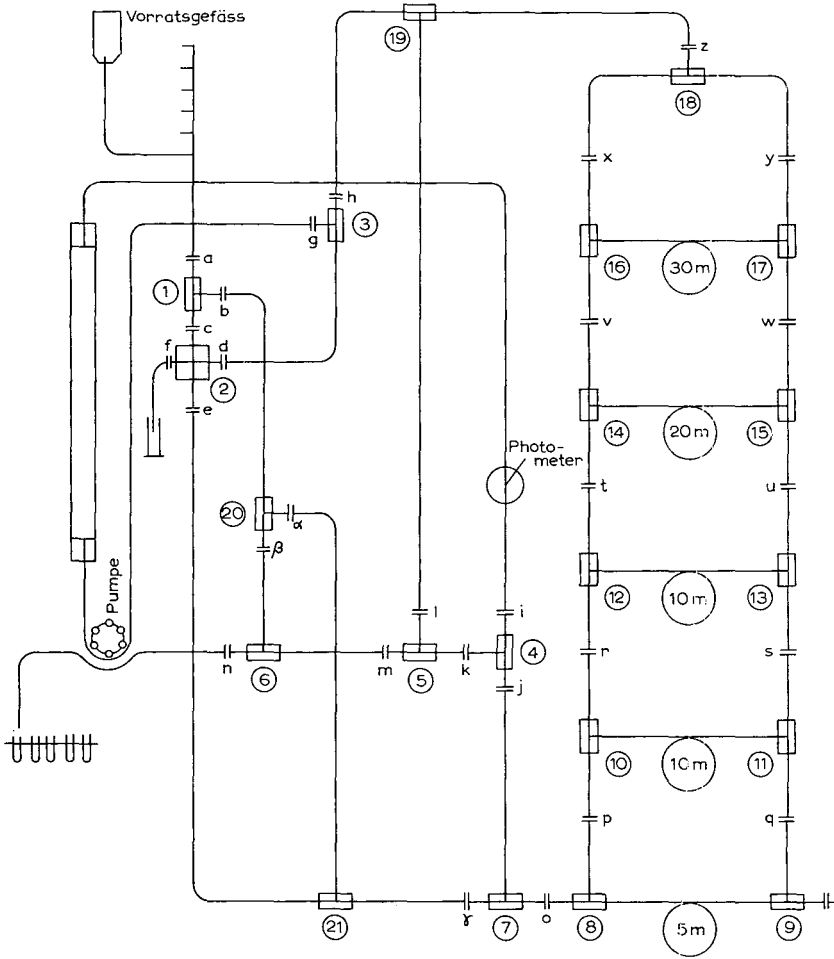 Vorratsgefäss
19
z
18
x
y
h
g
3
16
30m
17
a
1
b
c
f
d
2
e
v
w
14
20m
15
Photo-
meter
t
u
20
α
β
Pumpe
12
10m
13
l
i
n
6
m
5
k
4
j
r
s
10
10m
11
p
q
21
γ
7
o
8
5m
9